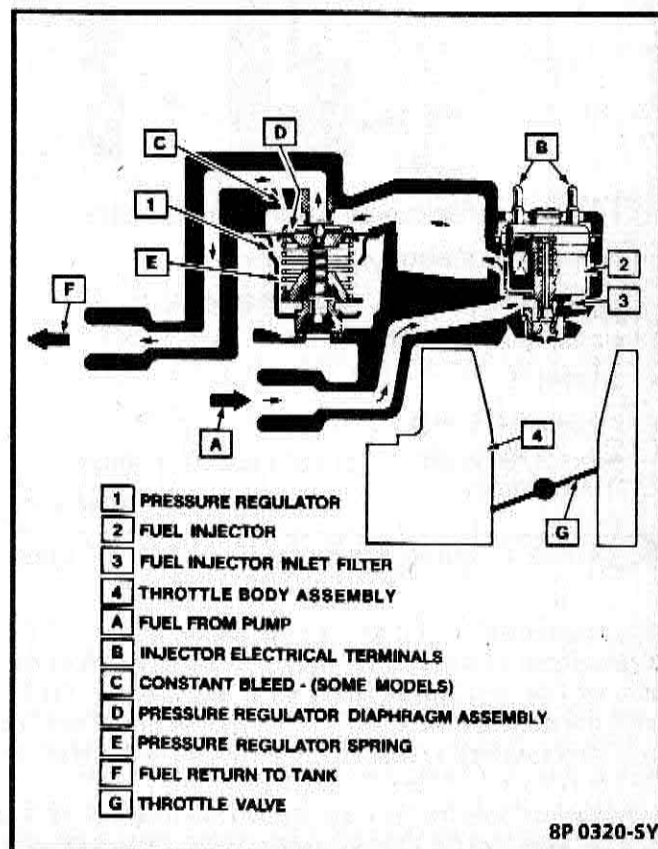 D
C
B
1
E
2
F
3
A
4
G
1 PRESSURE REGULATOR
2 FUEL INJECTOR
3 FUEL INJECTOR INLET FILTER
4 THROTTLE BODY ASSEMBLY
A FUEL FROM PUMP
B INJECTOR ELECTRICAL TERMINALS
C CONSTANT BLEED - (SOME MODELS)
D PRESSURE REGULATOR DIAPHRAGM ASSEMBLY
E PRESSURE REGULATOR SPRING
F FUEL RETURN TO TANK
G THROTTLE VALVE
8P 0320-SY